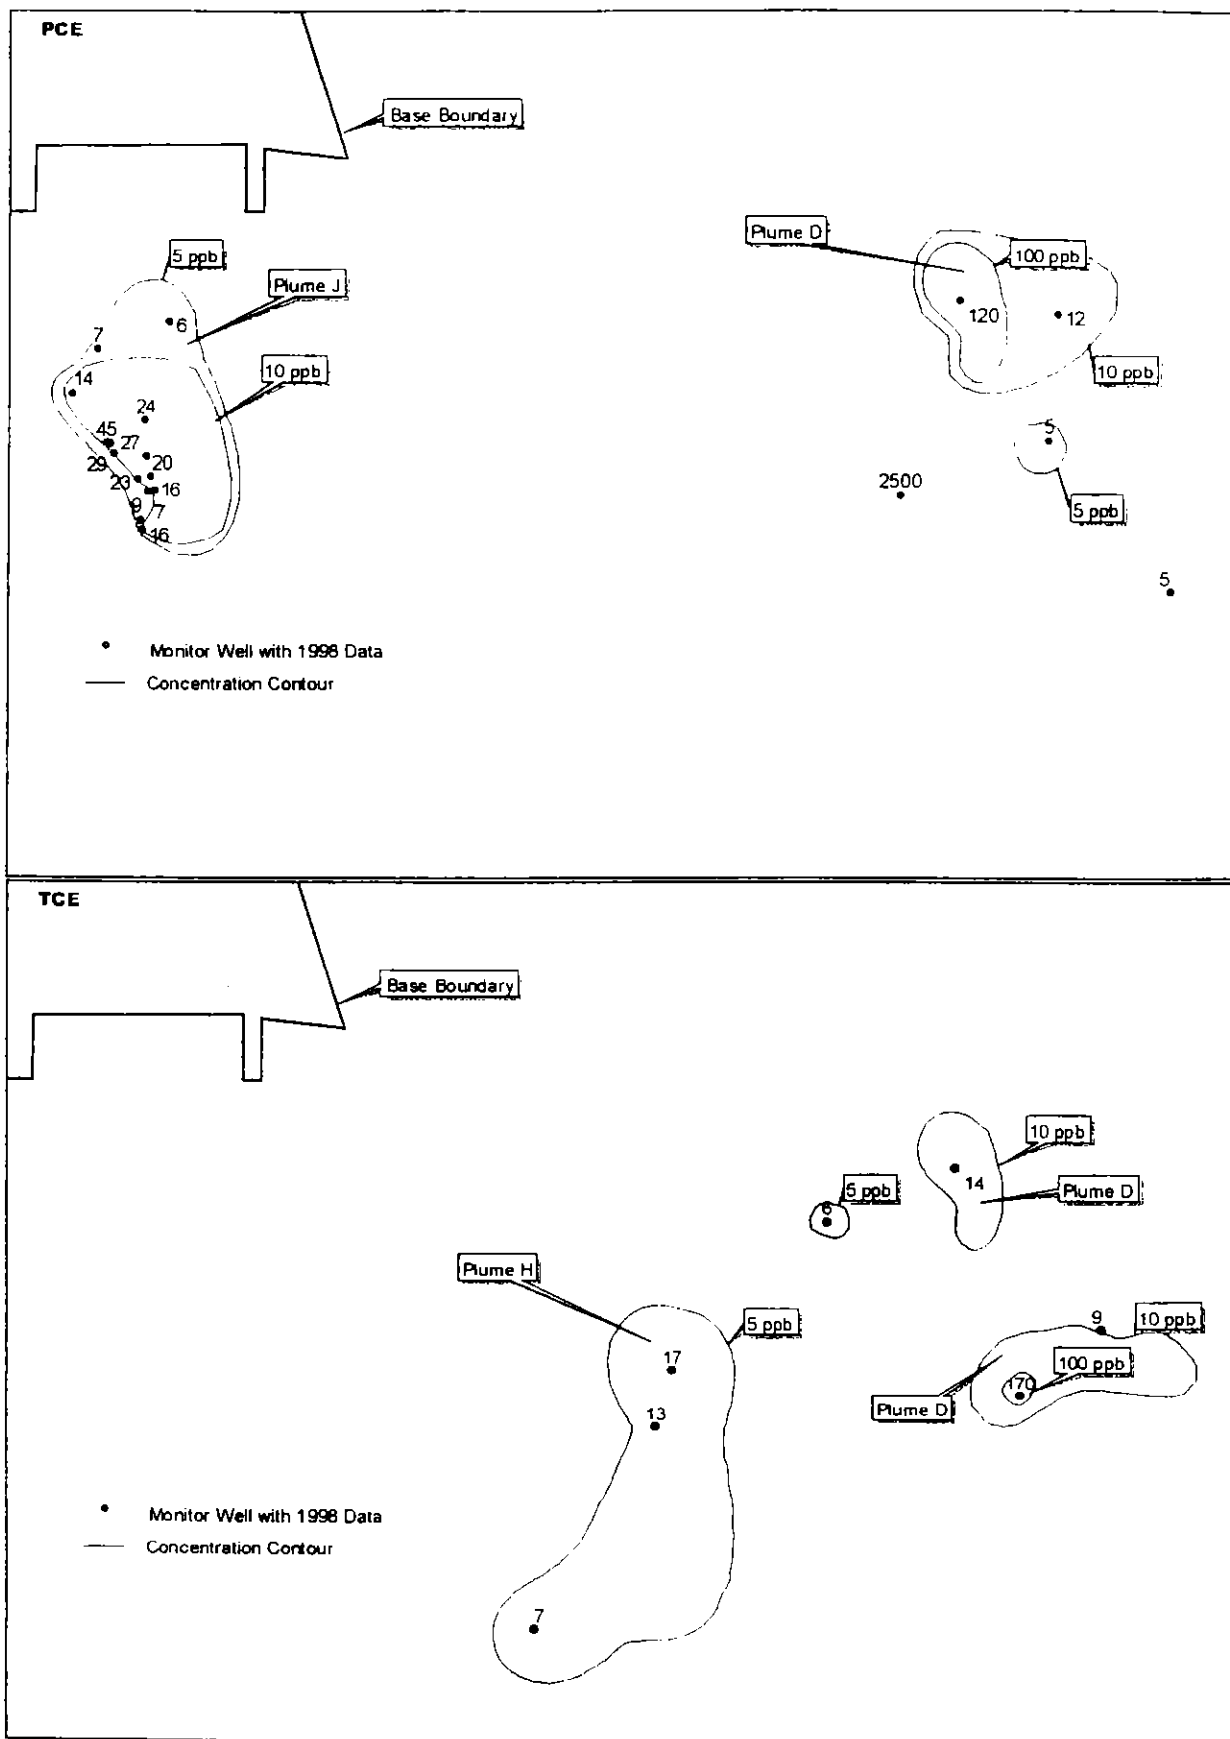 PCE
Base Boundary
Plume D
5 ppb
100 ppb
Plume J
6
120
12
7
10 ppb
10 ppb
14
24
45
5
27
29
20
23
16
2500
9
7
5 ppb
16
5
Monitor Well with 1998 Data
Concentration Contour
TCE
Base Boundary
10 ppb
14
5 ppb
Plume D
6
Plume H
5 ppb
9
10 ppb
17
100 ppb
170
Plume D
13
Monitor Well with 1998 Data
Concentration Contour
7